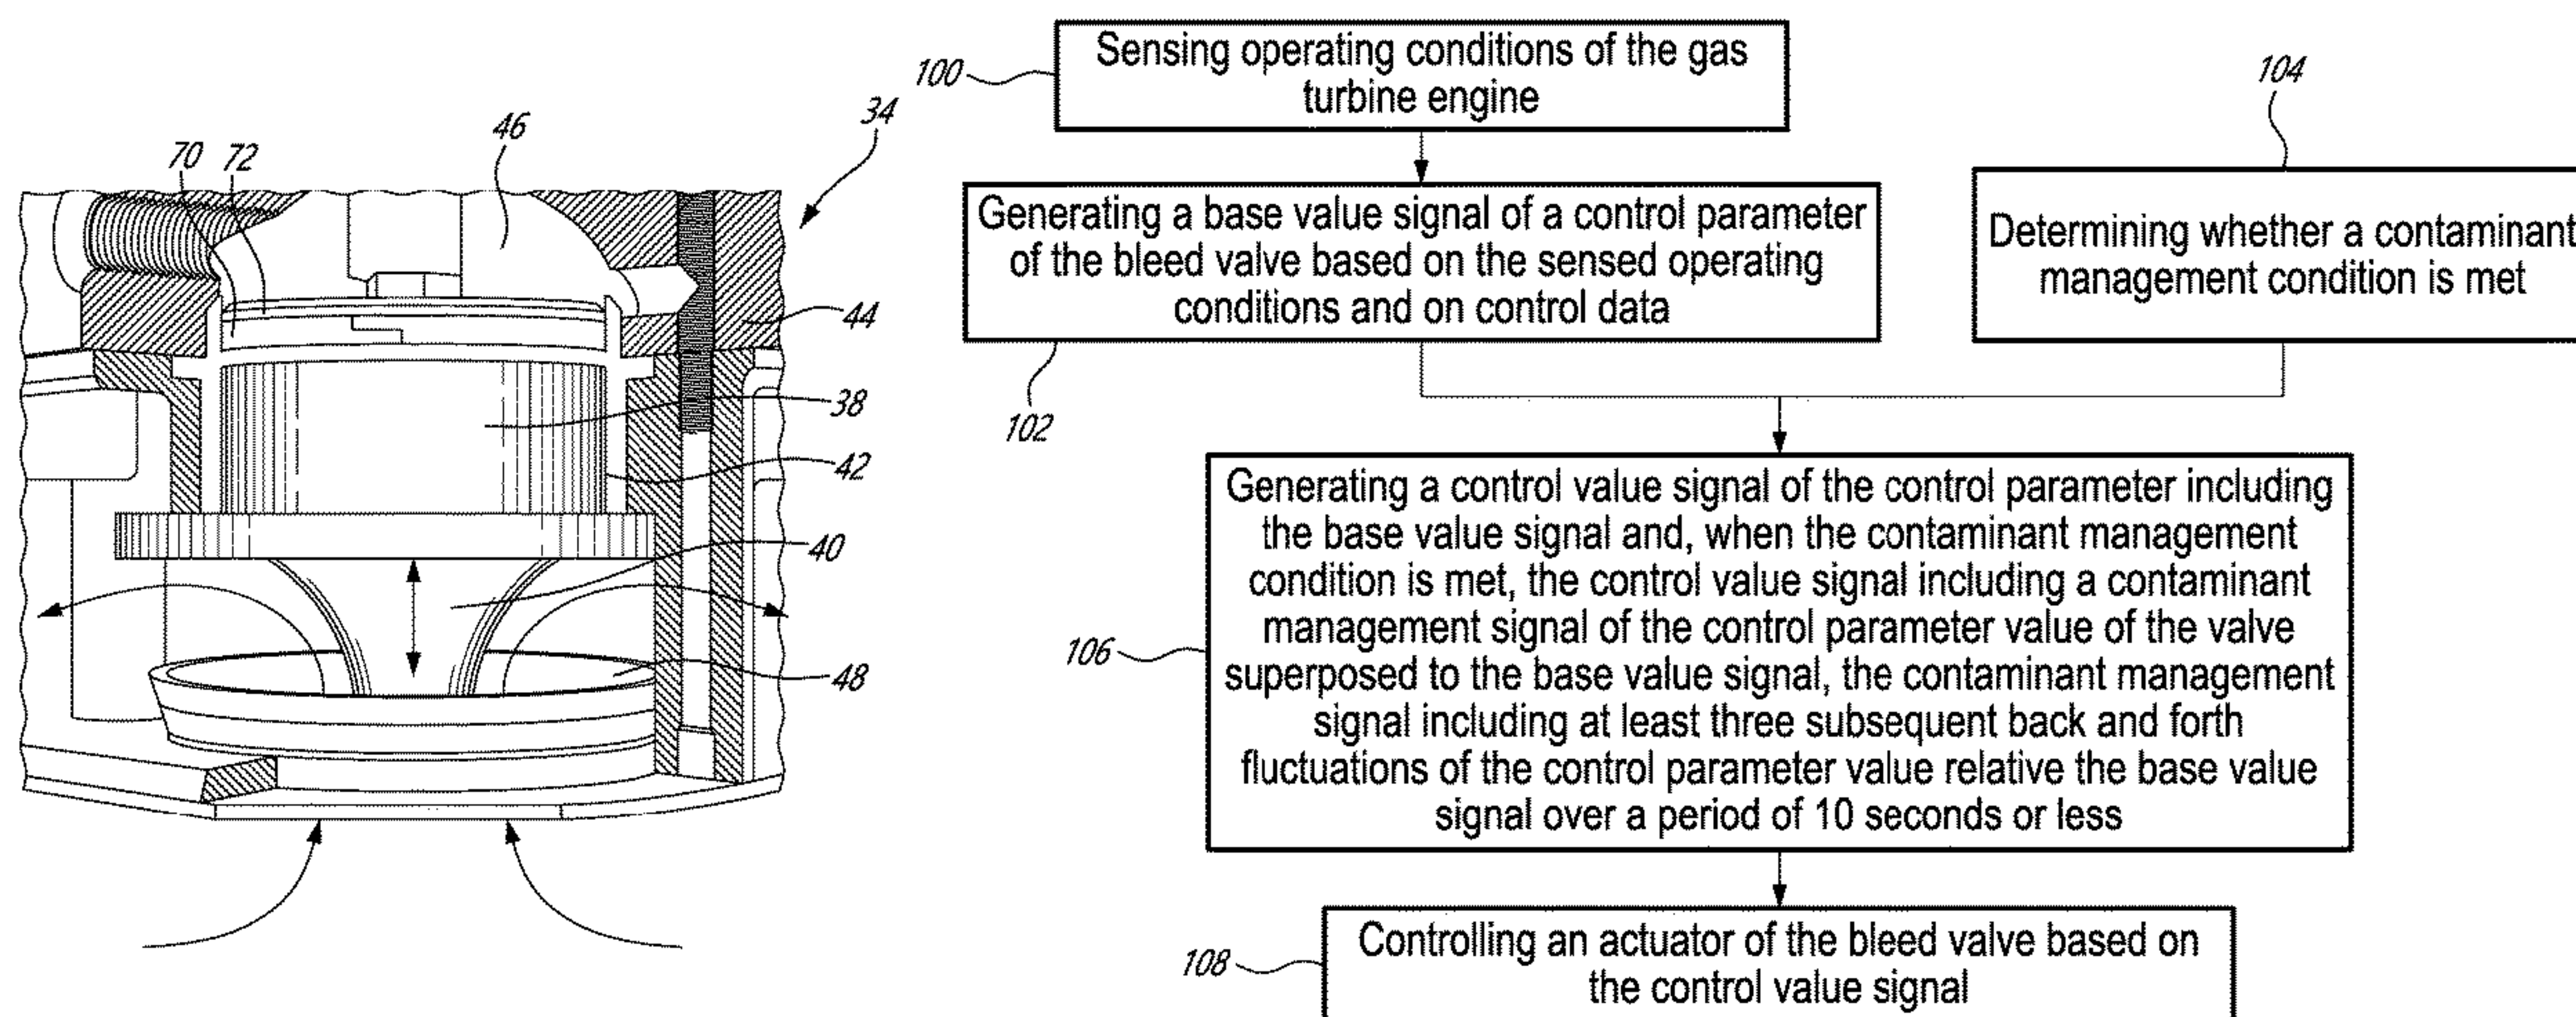 70 72
46
34
44
38
42
40
48
100
Sensing operating conditions of the gas
turbine engine
104
Generating a base value signal of a control parameter
of the bleed valve based on the sensed operating
conditions and on control data
102
Determining whether a contaminant
management condition is met
106
Generating a control value signal of the control parameter including
the base value signal and, when the contaminant management
condition is met, the control value signal including a contaminant
management signal of the control parameter value of the valve
superposed to the base value signal, the contaminant management
signal including at least three subsequent back and forth
fluctuations of the control parameter value relative the base value
signal over a period of 10 seconds or less
108
Controlling an actuator of the bleed valve based on
the control value signal